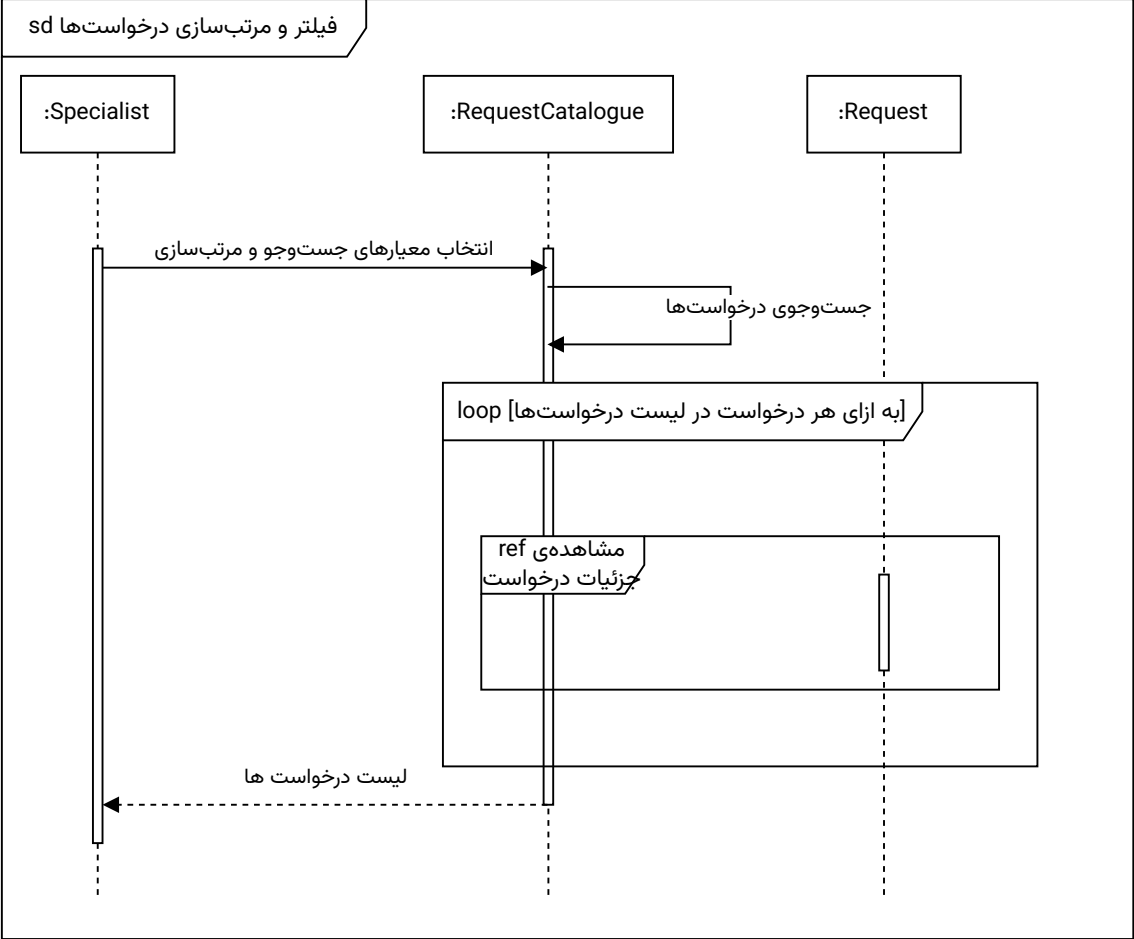 sd فیلتر و مرتب‌سازی درخواست‌ها
:Specialist
:RequestCatalogue
:Request
انتخاب معیارهای جست‌وجو و مرتب‌سازی
جست‌وجوی درخواست‌ها
loop [به ازای هر درخواست در لیست درخواست‌ها]
ref مشاهده‌ی
جزئیات درخواست
لیست درخواست ها